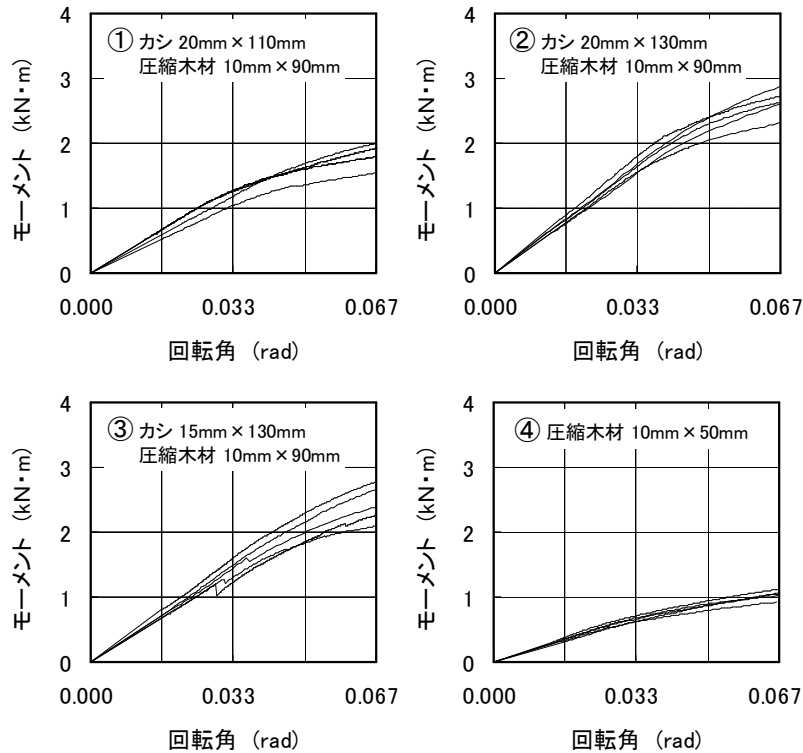 ① カシ 20mm×110mm
圧縮木材 10mm×90mm
モーメント (kN・m)
4
3
2
1
0
0.000 0.033 0.067
回転角 (rad)
② カシ 20mm×130mm
圧縮木材 10mm×90mm
モーメント (kN・m)
4
3
2
1
0
0.000 0.033 0.067
回転角 (rad)
③ カシ 15mm×130mm
圧縮木材 10mm×90mm
モーメント (kN・m)
4
3
2
1
0
0.000 0.033 0.067
回転角 (rad)
④ 圧縮木材 10mm×50mm
モーメント (kN・m)
4
3
2
1
0
0.000 0.033 0.067
回転角 (rad)